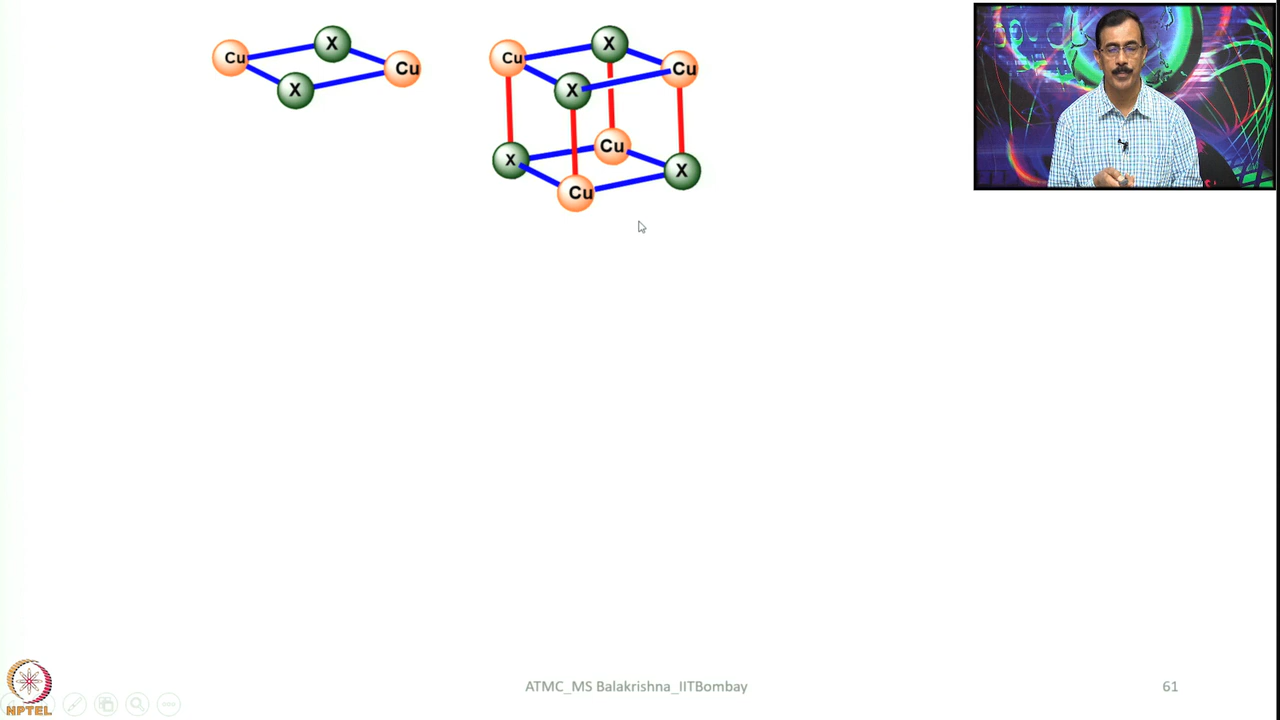 Cu X X Cu
Cu X X Cu
X Cu Cu X
ATMC_MS Balakrishna_IITBombay 61
NPTEL